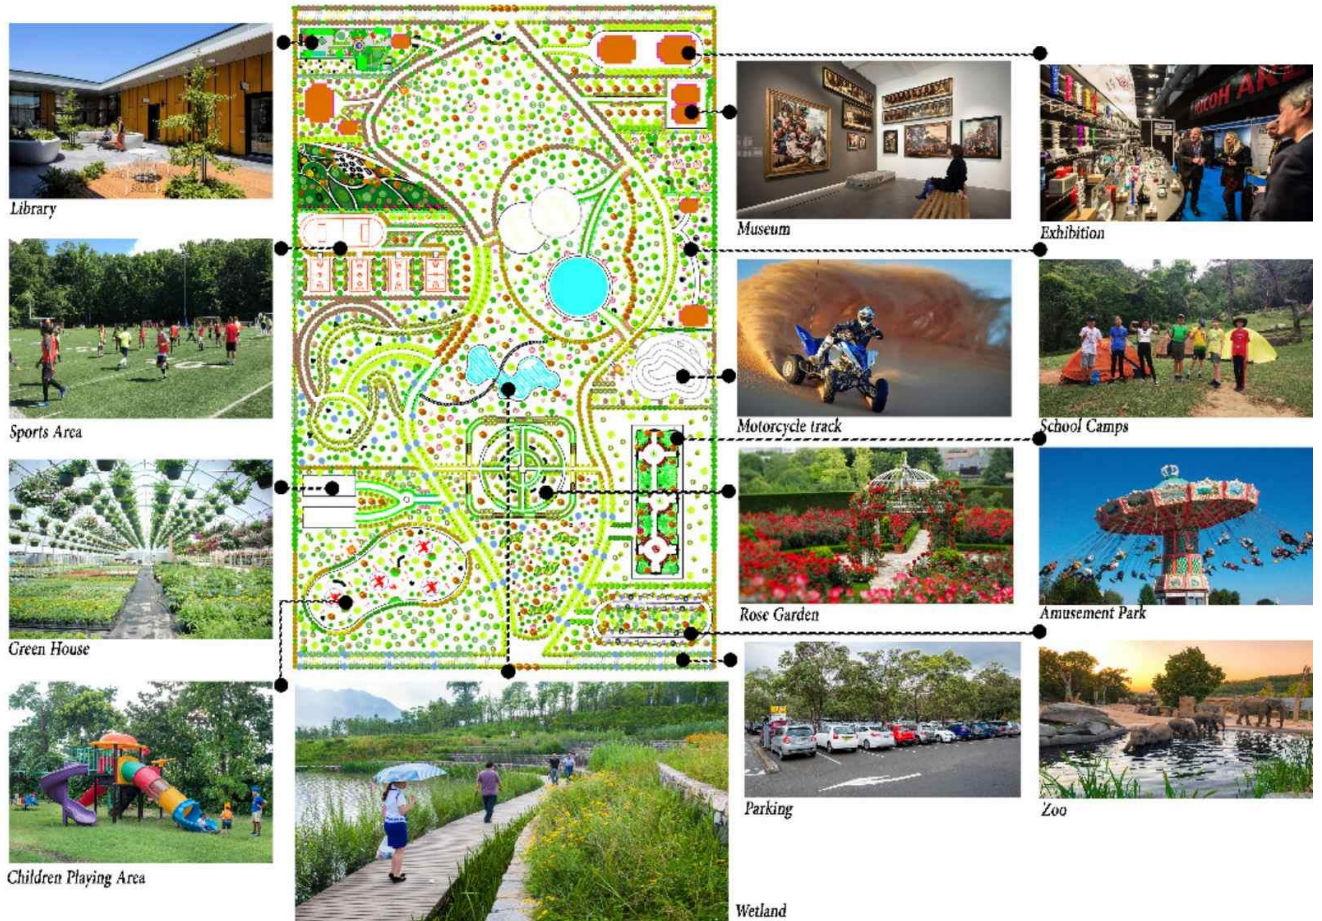 Library
Museum
Exhibition
Sports Area
Motorcycle track
School Camps
Green House
Rose Garden
Amusement Park
Children Playing Area
Parking
Zoo
Wetland